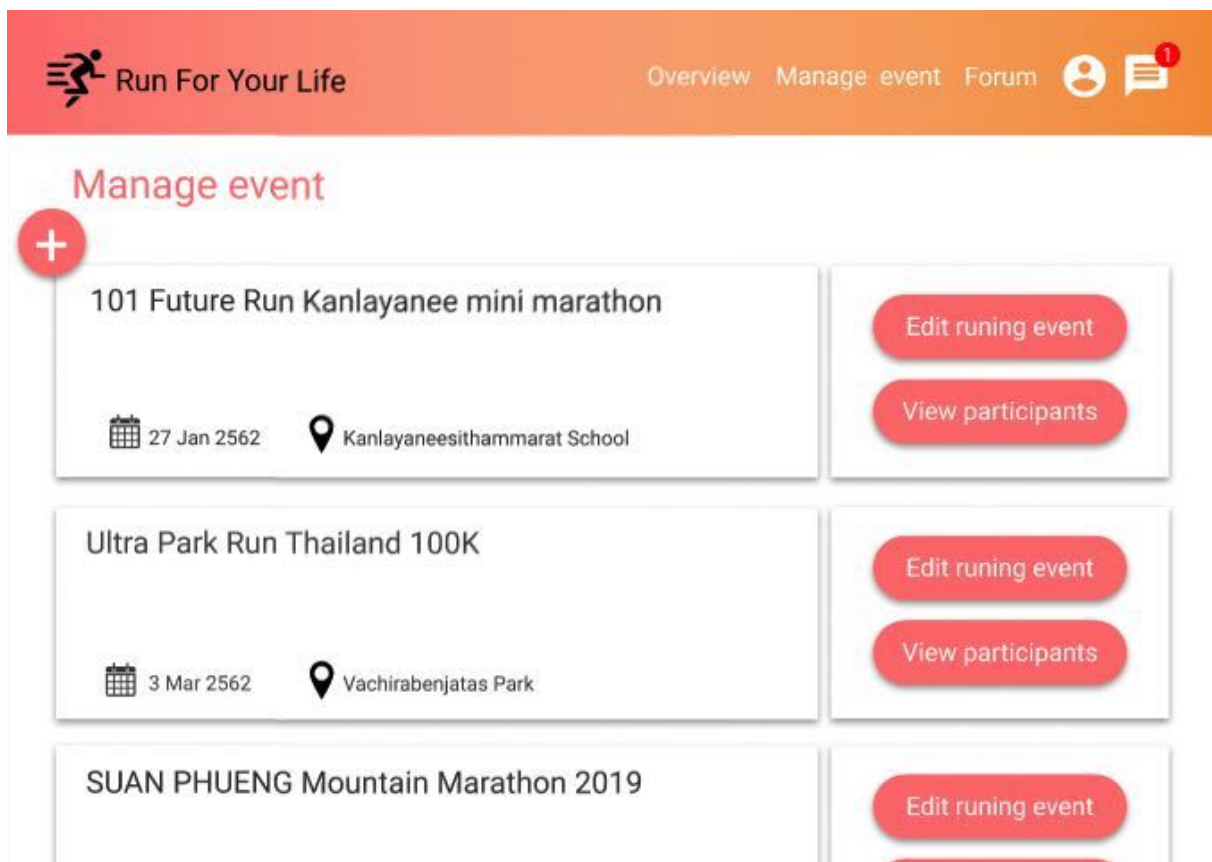 Run For Your Life
Overview Manage event Forum 1
Manage event
101 Future Run Kanlayanee mini marathon
27 Jan 2562 Kanlayaneesithammarat School
Edit runing event
View participants
Ultra Park Run Thailand 100K
3 Mar 2562 Vachirabenjatas Park
Edit runing event
View participants
SUAN PHUENG Mountain Marathon 2019
Edit runing event